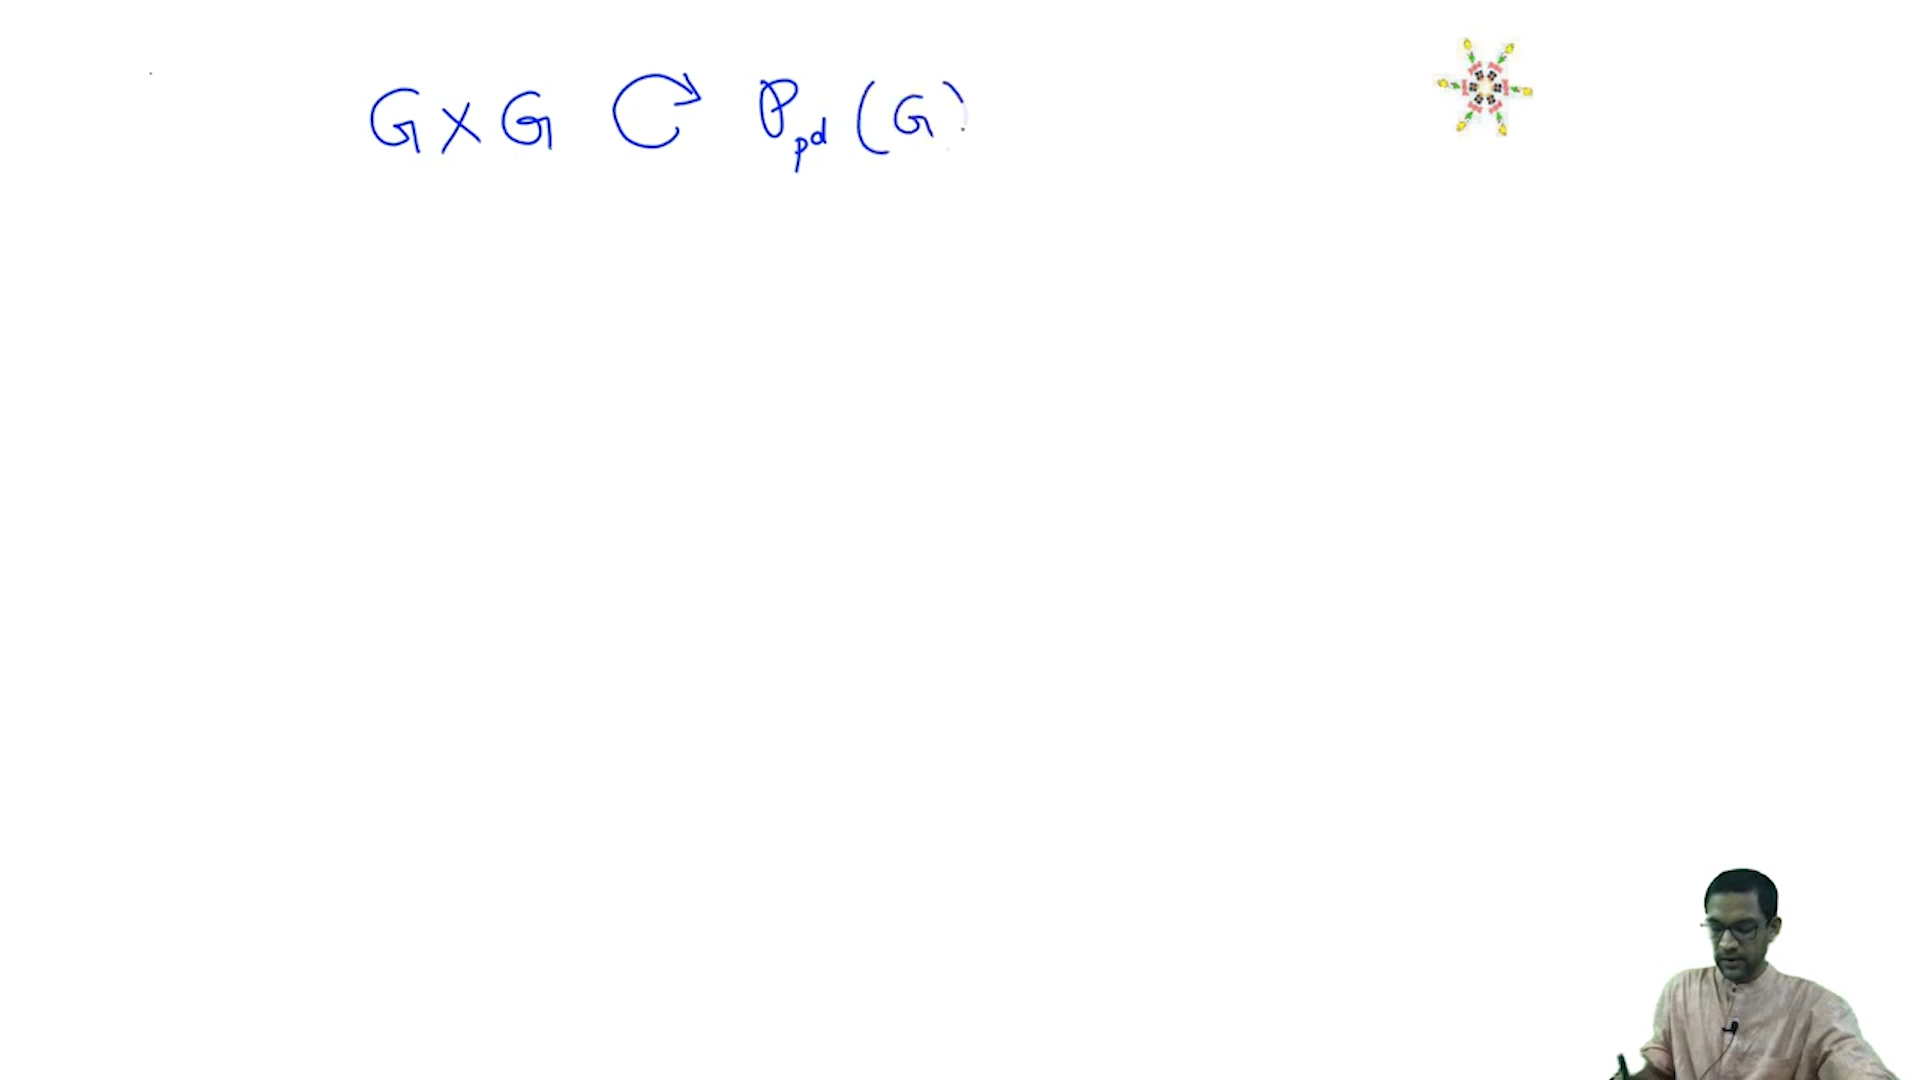 G × G ↻ P_pd (G)